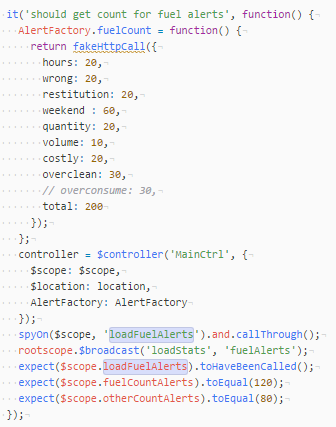 it('should get count for fuel alerts', function() {
AlertFactory.fuelCount = function() {
return fakeHttpCall({
hours: 20,
wrong: 20,
restitution: 20,
weekend : 60,
quantity: 20,
volume: 10,
costly: 20,
overclean: 30,
// overconsume: 30,
total: 200
});
};
controller = $controller('MainCtrl', {
$scope: $scope,
$location: location,
AlertFactory: AlertFactory
});
spyOn($scope, 'loadFuelAlerts').and.callThrough();
rootscope.$broadcast('loadStats', 'fuelAlerts');
expect($scope.loadFuelAlerts).toHaveBeenCalled();
expect($scope.fuelCountAlerts).toEqual(120);
expect($scope.otherCountAlerts).toEqual(80);
});